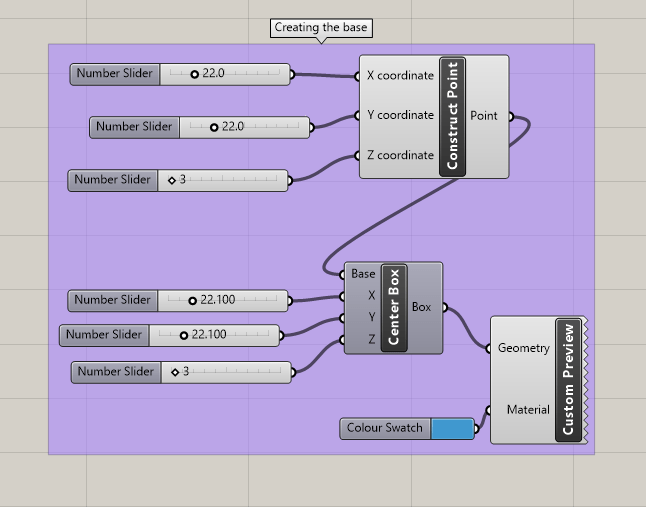 Creating the base
Number Slider 22.0
Number Slider 22.0
Number Slider 3
X coordinate
Y coordinate
Z coordinate
Construct Point
Point
Number Slider 22.100
Number Slider 22.100
Number Slider 3
Base
X
Y
Z
Center Box
Box
Geometry
Material
Custom Preview
Colour Swatch